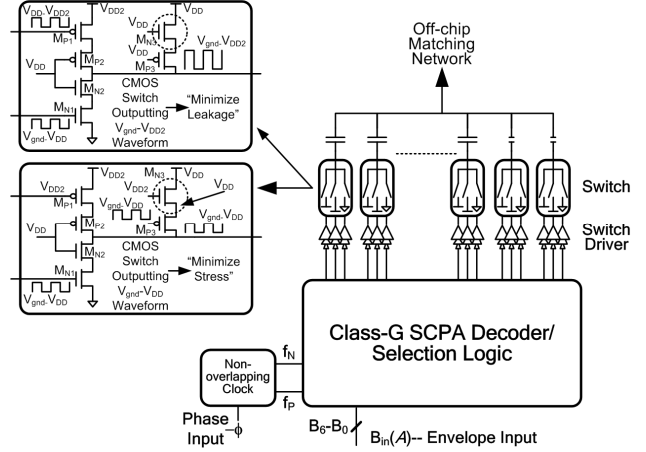 VDD-VDD2
VDD2
VDD
VDD
MN3
MP1
VDD
Vgnd-VDD2
MP2
VDD
MP3
MN2
CMOS
Switch
Outputting
Vgnd-VDD2
Waveform
"Minimize
Leakage"
MN1
Vgnd-VDD
VDD2
MN3
VDD
VDD2
VDD2
VDD
MP1
Vgnd-VDD
Vgnd-VDD
VDD
MP2
MP3
MN2
CMOS
Switch
Outputting
Vgnd-VDD
Waveform
"Minimize
Stress"
MN1
Vgnd-VDD
Off-chip
Matching
Network
Switch
Switch
Driver
Class-G SCPA Decoder/
Selection Logic
Non-
overlapping
Clock
fN
fP
Phase
Input
ϕ
B6-B0
Bin(A)-- Envelope Input